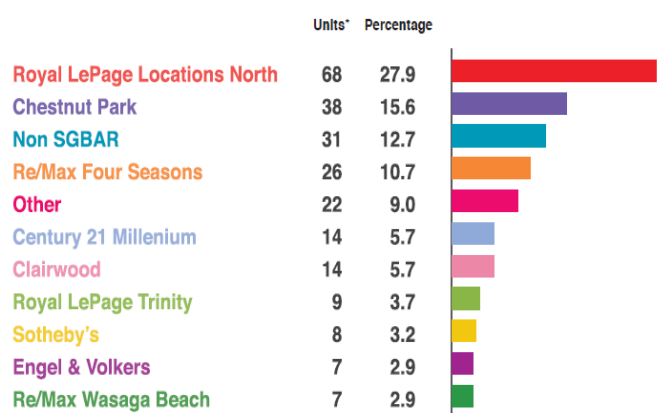 Units* Percentage
Royal LePage Locations North 68 27.9
Chestnut Park 38 15.6
Non SGBAR 31 12.7
Re/Max Four Seasons 26 10.7
Other 22 9.0
Century 21 Millenium 14 5.7
Clairwood 14 5.7
Royal LePage Trinity 9 3.7
Sotheby's 8 3.2
Engel & Volkers 7 2.9
Re/Max Wasaga Beach 7 2.9